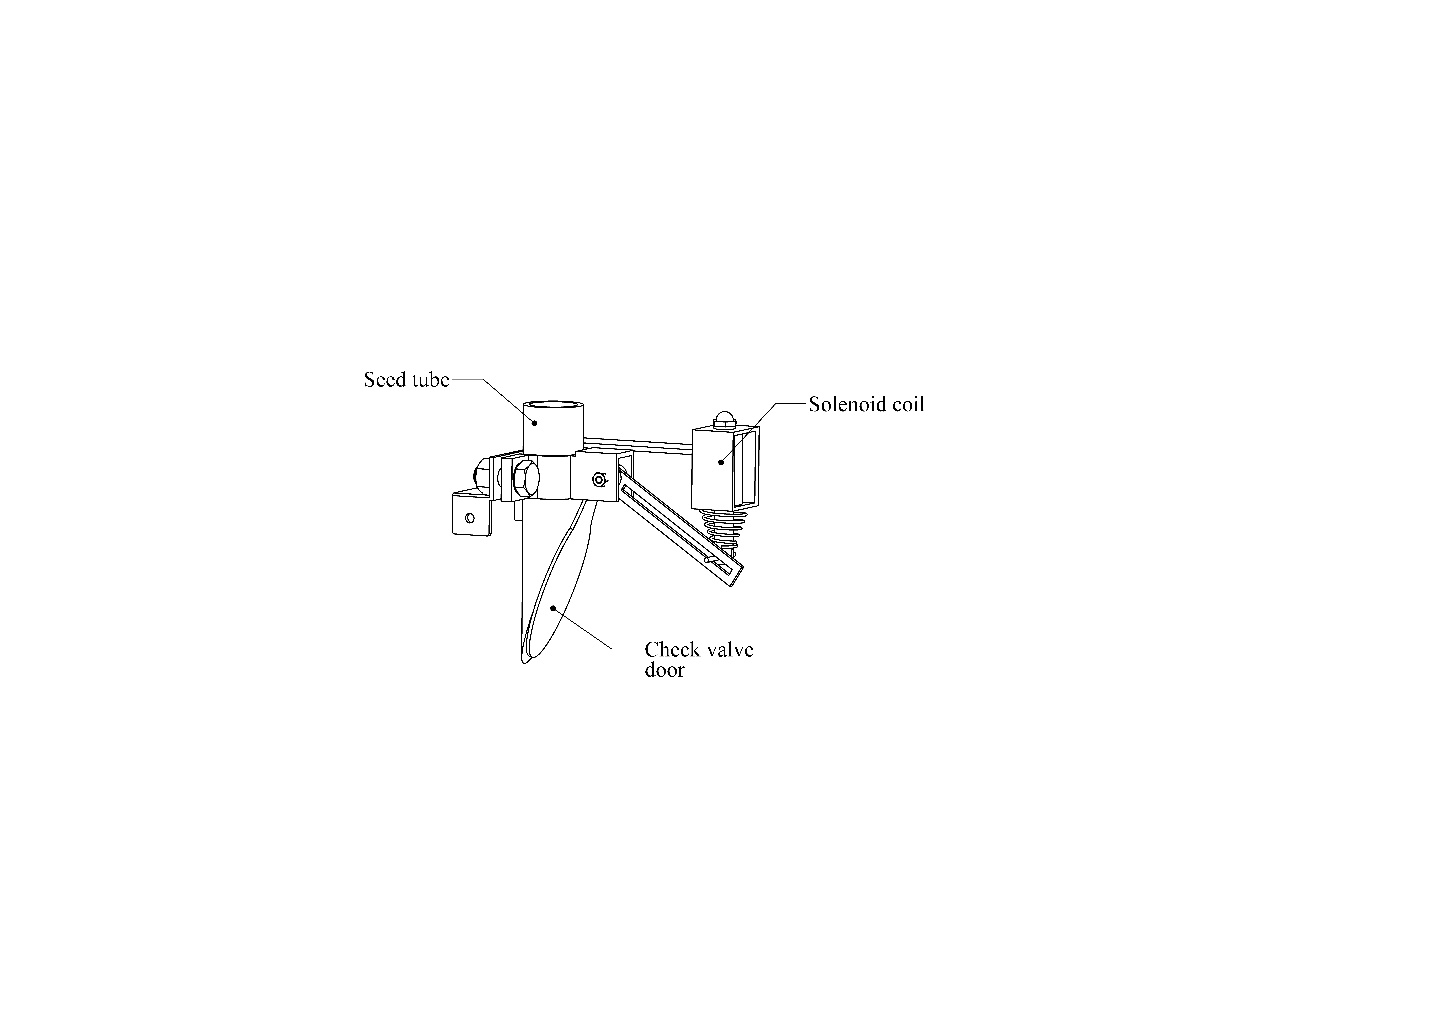 Seed tube
Solenoid coil
Check valve
door